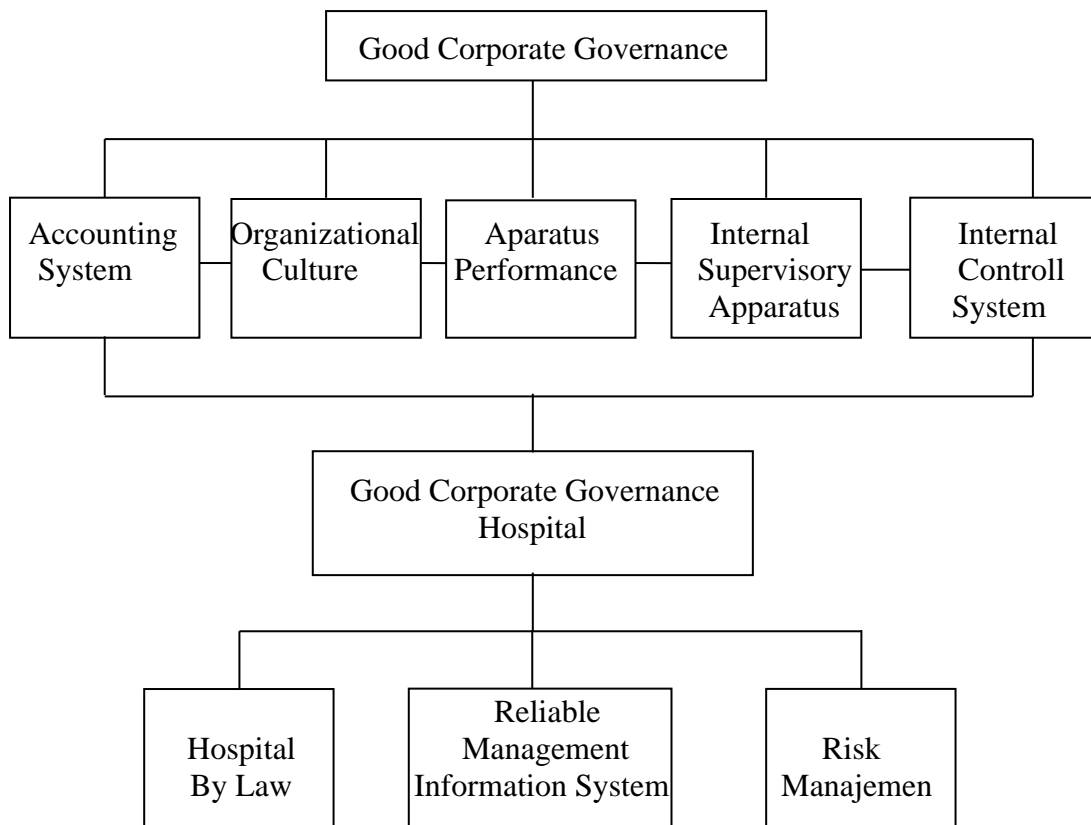 Good Corporate Governance
Accounting
System
Organizational
Culture
Aparatus
Performance
Internal
Supervisory
Apparatus
Internal
Controll
System
Good Corporate Governance
Hospital
Hospital
By Law
Reliable
Management
Information System
Risk
Manajemen